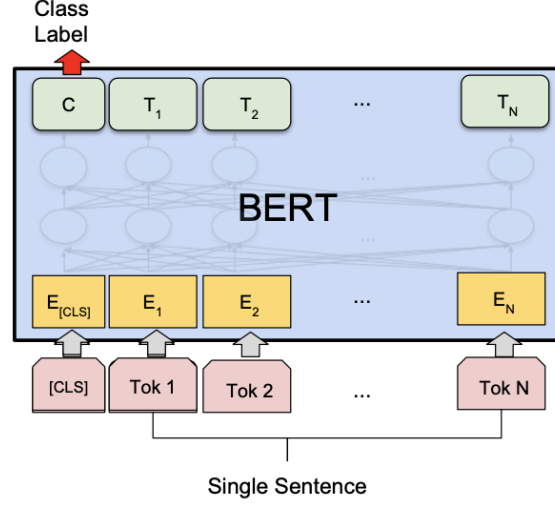 Class
Label
C T1 T2 ... TN
...
BERT
...
E[CLS] E1 E2 ... EN
[CLS] Tok 1 Tok 2 ... Tok N
Single Sentence